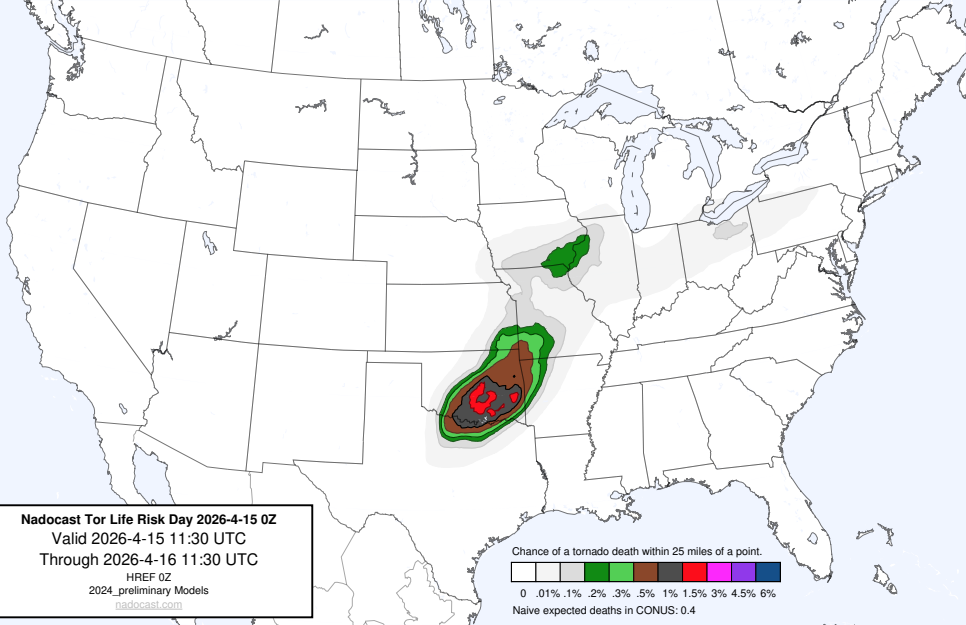 Nadocast Tor Life Risk Day 2026-4-15 0Z
Valid 2026-4-15 11:30 UTC
Through 2026-4-16 11:30 UTC
HREF 0Z
2024_preliminary Models
nadocast.com
Chance of a tornado death within 25 miles of a point.
0 .01% .1% .2% .3% .5% 1% 1.5% 3% 4.5% 6%
Naive expected deaths in CONUS: 0.4